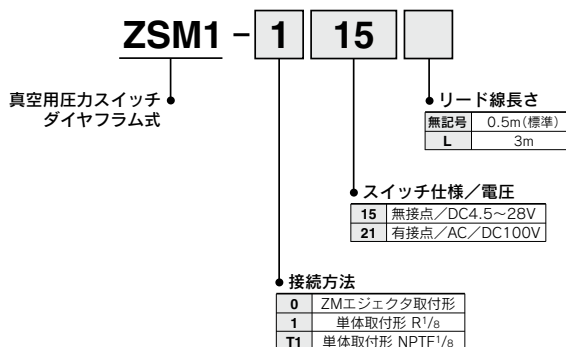 ZSM1 - 1 15
真空用圧力スイッチ
ダイヤフラム式
リード線長さ
無記号 0.5m(標準)
L 3m
スイッチ仕様／電圧
15 無接点／DC4.5～28V
21 有接点／AC／DC100V
接続方法
0 ZMエジェクタ取付形
1 単体取付形 R1/8
T1 単体取付形 NPTF1/8